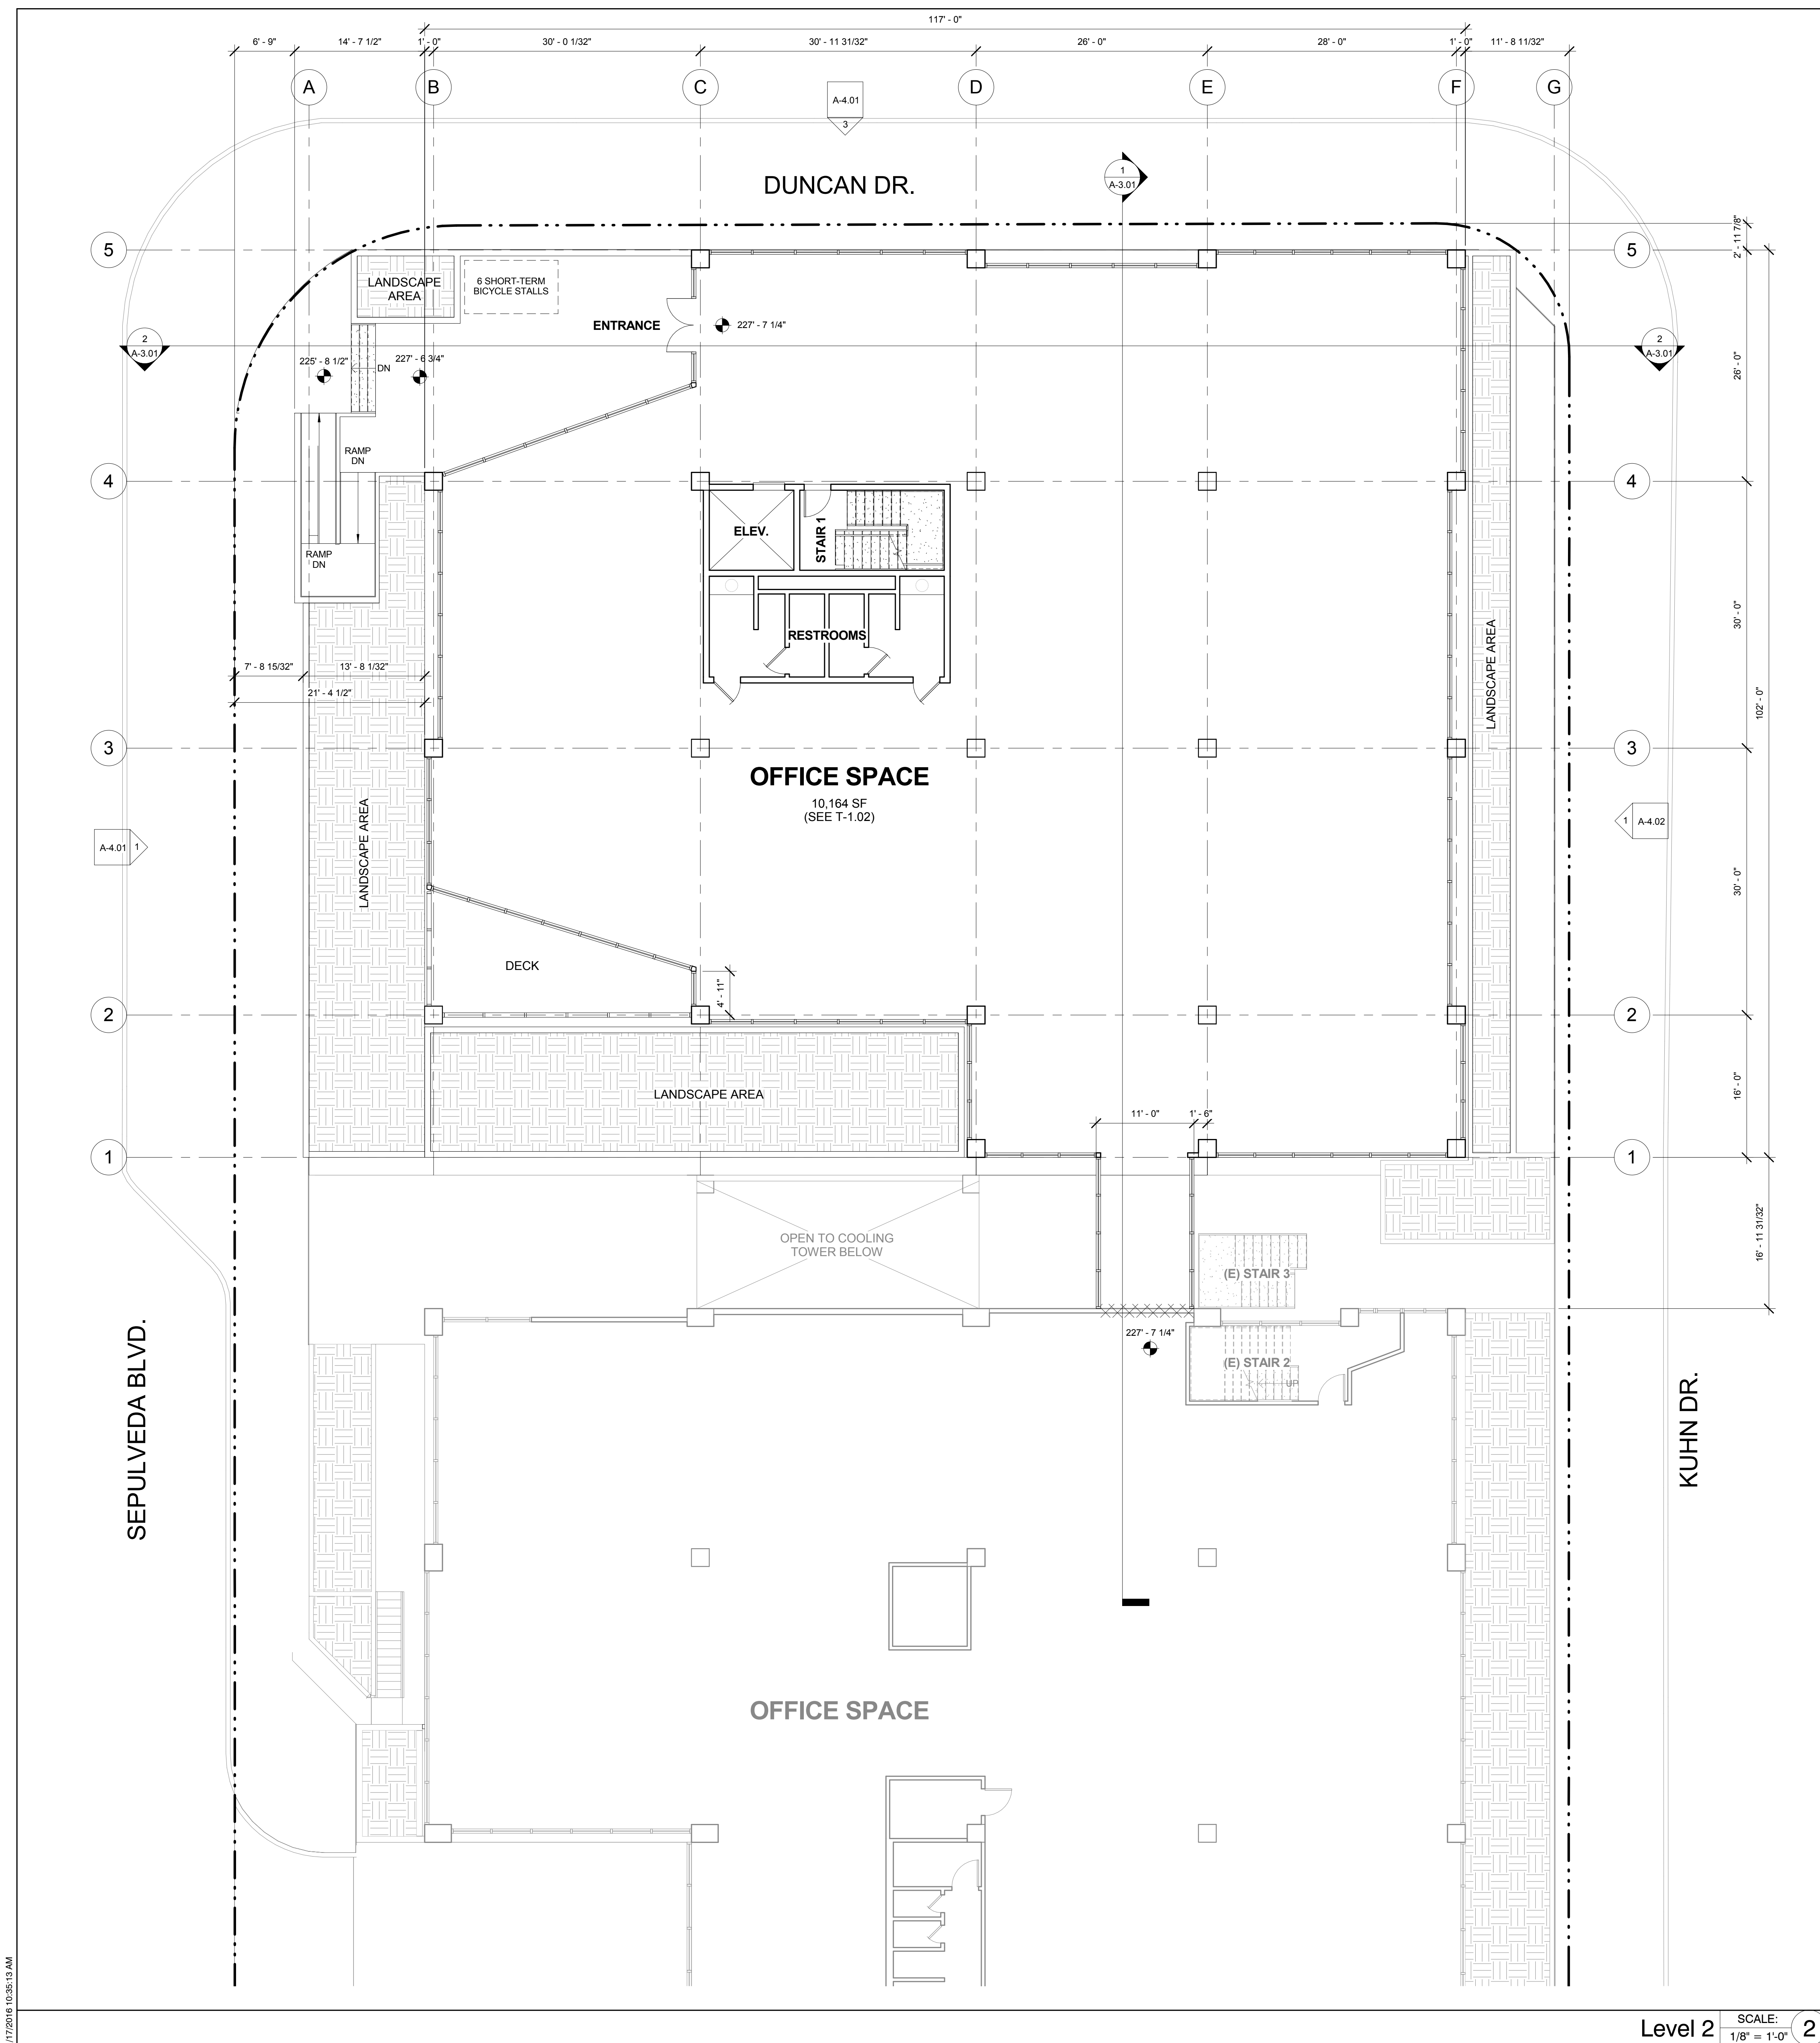 117' - 0"
6' - 9"
14' - 7 1/2"
1' - 0"
30' - 0 1/32"
30' - 11 31/32"
26' - 0"
28' - 0"
1' - 0"
11' - 8 11/32"
A
B
C
D
E
F
G
A-4.01
3
DUNCAN DR.
1
A-3.01
2' - 11 7/8"
5
5
LANDSCAPE
AREA
6 SHORT-TERM
BICYCLE STALLS
ENTRANCE
227' - 7 1/4"
2
A-3.01
2
A-3.01
225' - 8 1/2"
227' - 6 3/4"
DN
26' - 0"
RAMP
DN
4
4
ELEV.
STAIR 1
RAMP
DN
RESTROOMS
30' - 0"
LANDSCAPE AREA
7' - 8 15/32"
13' - 8 1/32"
21' - 4 1/2"
102' - 0"
3
3
OFFICE SPACE
10,164 SF
(SEE T-1.02)
A-4.01
1
1
A-4.02
LANDSCAPE AREA
30' - 0"
DECK
4' - 11"
2
2
LANDSCAPE AREA
16' - 0"
11' - 0"
1' - 6"
1
1
OPEN TO COOLING
TOWER BELOW
16' - 11 31/32"
(E) STAIR 3
227' - 7 1/4"
(E) STAIR 2
UP
SEPULVEDA BLVD.
KUHN DR.
OFFICE SPACE
/17/2016 10:35:13 AM
Level 2
SCALE:
1/8" = 1'-0"
2